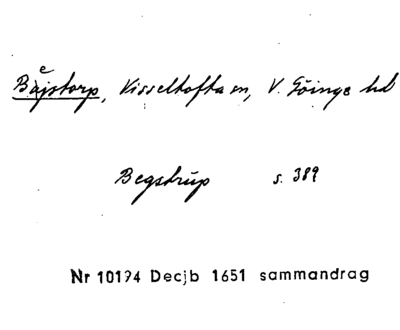 Bäjstorp, Visseltofta sn, V. Göinge hd
e
Begstrup s. 389
Nr 10194 Decjb 1651 sammandrag